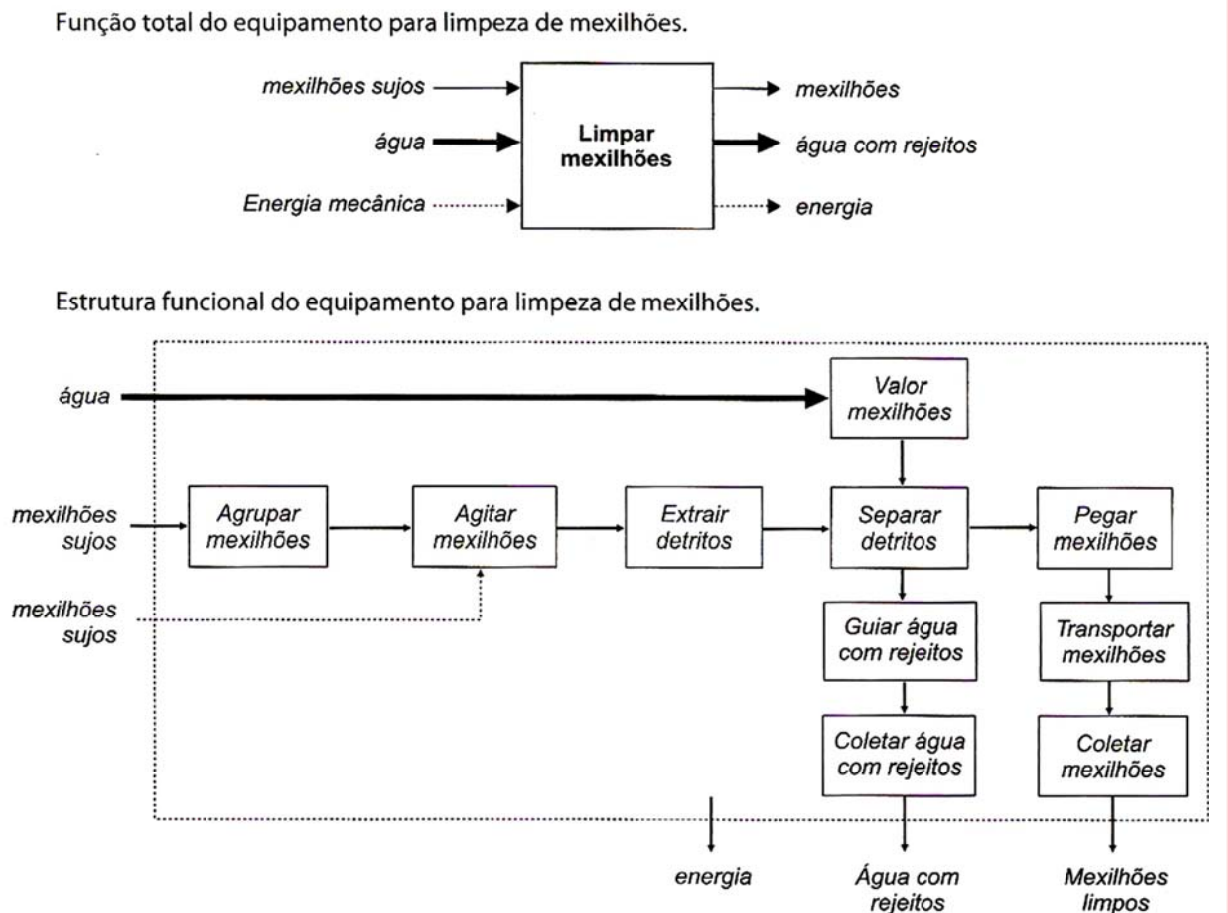 Função total do equipamento para limpeza de mexilhões.
mexilhões sujos
água
Energia mecânica
Limpar
mexilhões
mexilhões
água com rejeitos
energia
Estrutura funcional do equipamento para limpeza de mexilhões.
água
Valor
mexilhões
mexilhões
sujos
Agrupar
mexilhões
Agitar
mexilhões
Extrair
detritos
Separar
detritos
Pegar
mexilhões
mexilhões
sujos
Guiar água
com rejeitos
Transportar
mexilhões
Coletar água
com rejeitos
Coletar
mexilhões
energia
Água com
rejeitos
Mexilhões
limpos